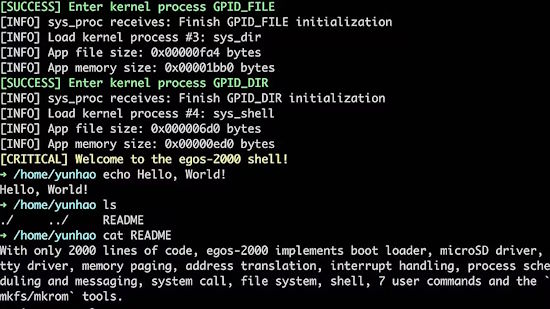 [SUCCESS] Enter kernel process GPID_FILE
[INFO] sys_proc receives: Finish GPID_FILE initialization
[INFO] Load kernel process #3: sys_dir
[INFO] App file size: 0x00000fa4 bytes
[INFO] App memory size: 0x00001bb0 bytes
[SUCCESS] Enter kernel process GPID_DIR
[INFO] sys_proc receives: Finish GPID_DIR initialization
[INFO] Load kernel process #4: sys_shell
[INFO] App file size: 0x000006d0 bytes
[INFO] App memory size: 0x00000ed0 bytes
[CRITICAL] Welcome to the egos-2000 shell!
➜ /home/yunhao echo Hello, World!
Hello, World!
➜ /home/yunhao ls
./ ../ README
➜ /home/yunhao cat README
With only 2000 lines of code, egos-2000 implements boot loader, microSD driver,
tty driver, memory paging, address translation, interrupt handling, process sche
duling and messaging, system call, file system, shell, 7 user commands and the `
mkfs/mkrom` tools.